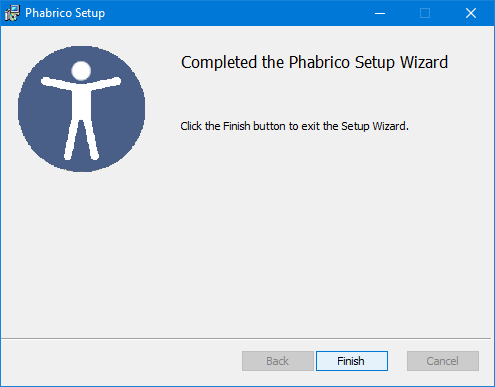 Phabrico Setup
Completed the Phabrico Setup Wizard
Click the Finish button to exit the Setup Wizard.
Back
Finish
Cancel